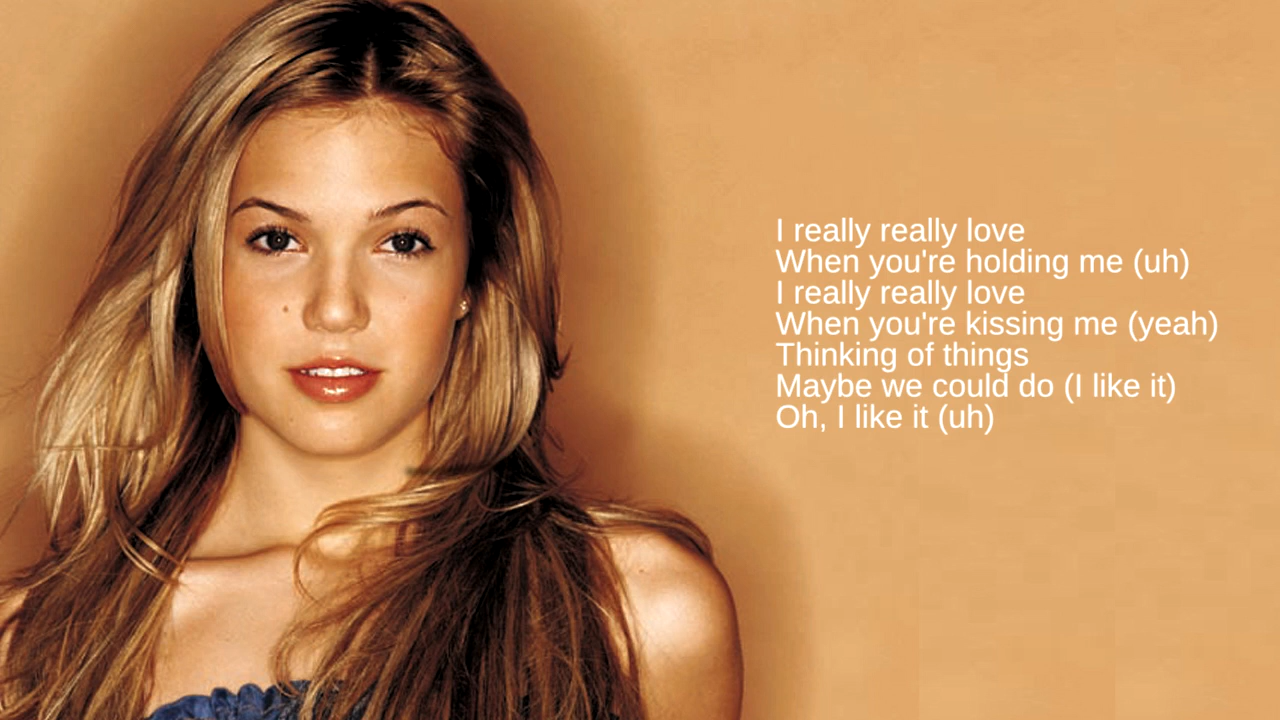 I really really love
When you're holding me (uh)
I really really love
When you're kissing me (yeah)
Thinking of things
Maybe we could do (I like it)
Oh, I like it (uh)